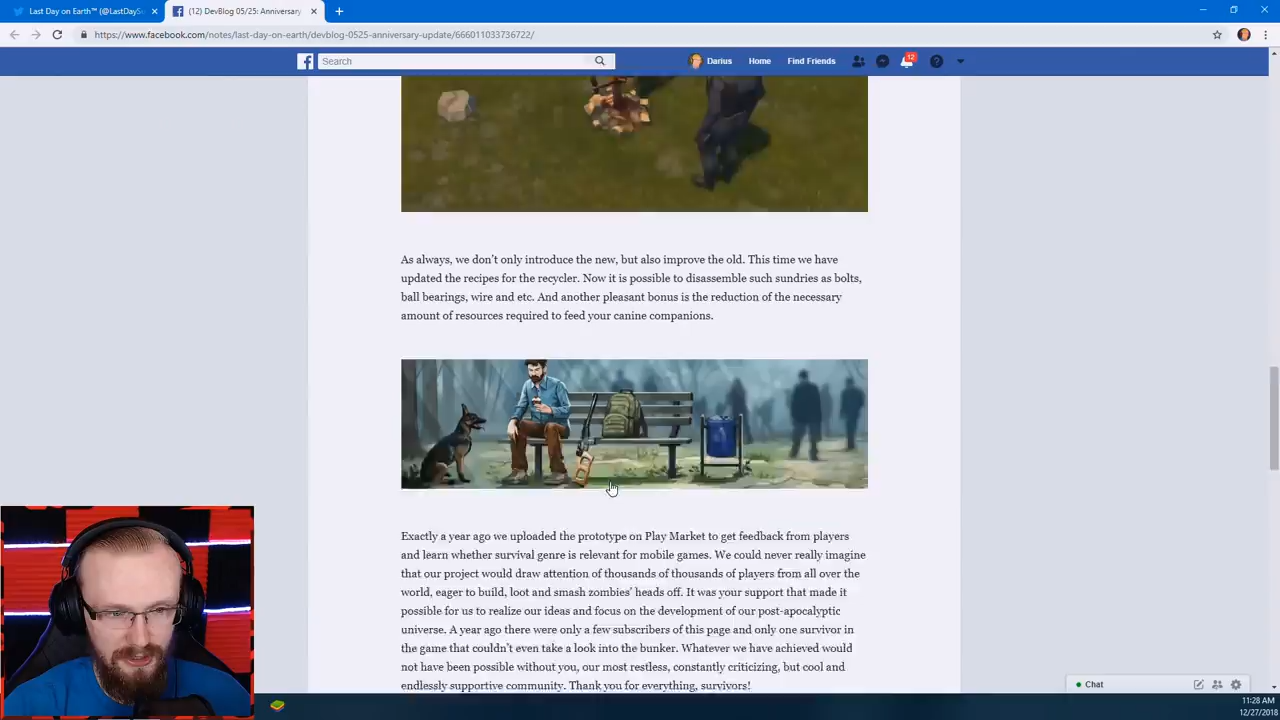 Last Day on Earth™ (@LastDayS
(12) DevBlog 05/25: Anniversary
https://www.facebook.com/notes/last-day-on-earth/devblog-0525-anniversary-update/666011033736722/
Search
Darius
Home
Find Friends
12
As always, we don't only introduce the new, but also improve the old. This time we have
updated the recipes for the recycler. Now it is possible to disassemble such sundries as bolts,
ball bearings, wire and etc. And another pleasant bonus is the reduction of the necessary
amount of resources required to feed your canine companions.
Exactly a year ago we uploaded the prototype on Play Market to get feedback from players
and learn whether survival genre is relevant for mobile games. We could never really imagine
that our project would draw attention of thousands of thousands of players from all over the
world, eager to build, loot and smash zombies' heads off. It was your support that made it
possible for us to realize our ideas and focus on the development of our post-apocalyptic
universe. A year ago there were only a few subscribers of this page and only one survivor in
the game that couldn't even take a look into the bunker. Whatever we have achieved would
not have been possible without you, our most restless, constantly criticizing, but cool and
endlessly supportive community. Thank you for everything, survivors!
Chat
11:28 AM
12/27/2018